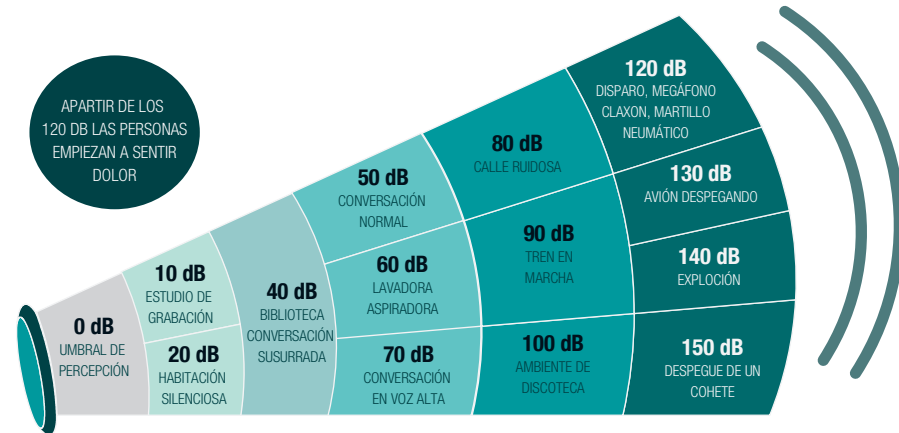 APARTIR DE LOS
120 DB LAS PERSONAS
EMPIEZAN A SENTIR
DOLOR
0 dB
UMBRAL DE
PERCEPCIÓN
10 dB
ESTUDIO DE
GRABACIÓN
20 dB
HABITACIÓN
SILENCIOSA
40 dB
BIBLIOTECA
CONVERSACIÓN
SUSURRADA
50 dB
CONVERSACIÓN
NORMAL
60 dB
LAVADORA
ASPIRADORA
70 dB
CONVERSACIÓN
EN VOZ ALTA
80 dB
CALLE RUIDOSA
90 dB
TREN EN
MARCHA
100 dB
AMBIENTE DE
DISCOTECA
120 dB
DISPARO, MEGÁFONO
CLAXON, MARTILLO
NEUMÁTICO
130 dB
AVIÓN DESPEGANDO
140 dB
EXPLOCIÓN
150 dB
DESPEGUE DE UN
COHETE